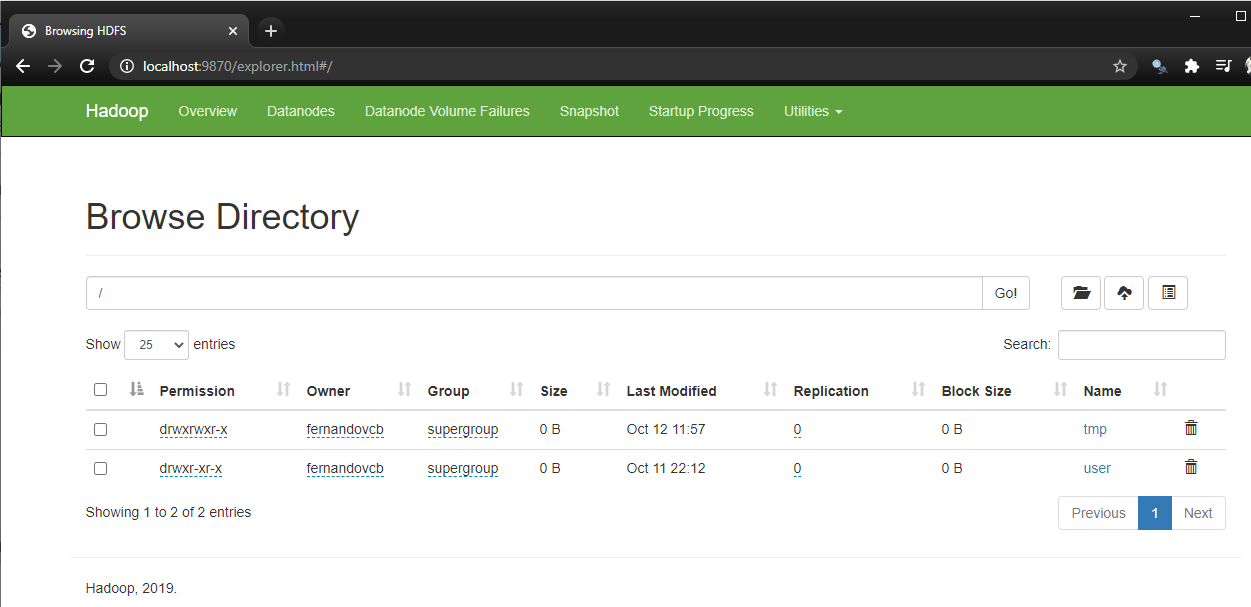 Browsing HDFS
localhost:9870/explorer.html#/
Hadoop Overview Datanodes Datanode Volume Failures Snapshot Startup Progress Utilities
Browse Directory
/ Go!
Show 25 entries Search:
Permission Owner Group Size Last Modified Replication Block Size Name
drwxrwxr-x fernandovcb supergroup 0 B Oct 12 11:57 0 0 B tmp
drwxr-xr-x fernandovcb supergroup 0 B Oct 11 22:12 0 0 B user
Showing 1 to 2 of 2 entries Previous 1 Next
Hadoop, 2019.